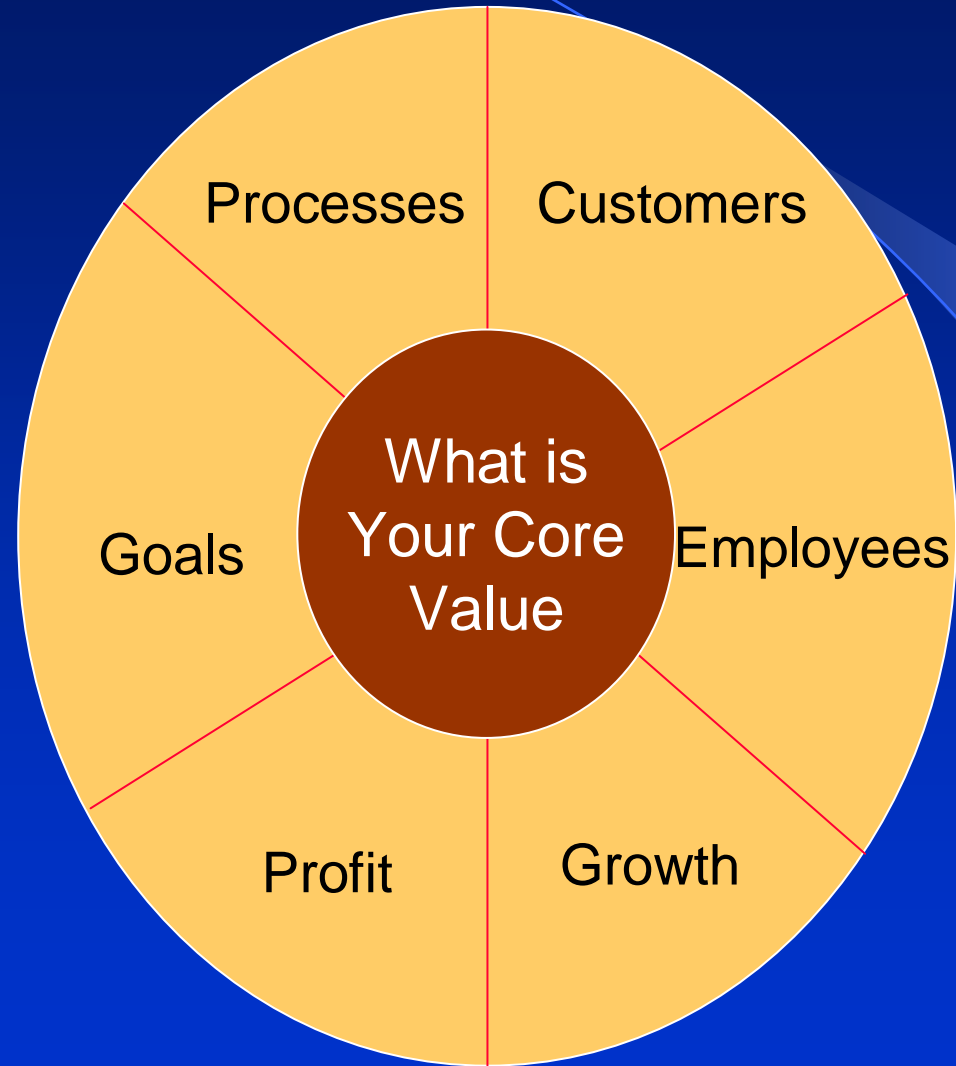 Processes
Customers
What is
Your Core
Value
Employees
Goals
Profit
Growth